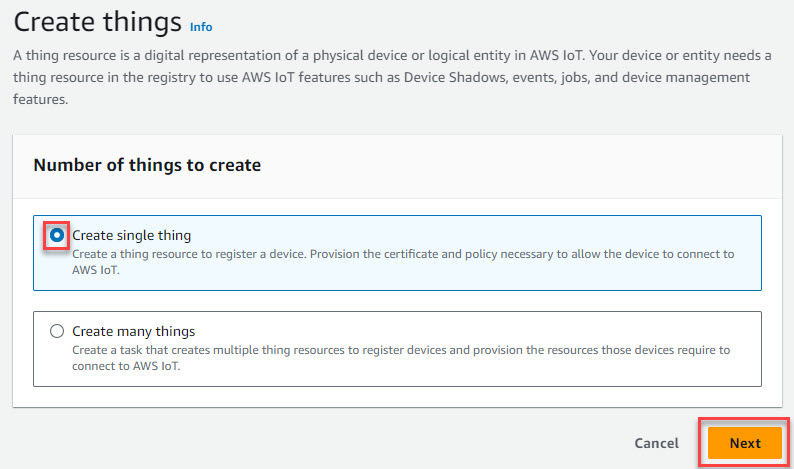 Create things Info
A thing resource is a digital representation of a physical device or logical entity in AWS IoT. Your device or entity needs a
thing resource in the registry to use AWS IoT features such as Device Shadows, events, jobs, and device management
features.
Number of things to create
Create single thing
Create a thing resource to register a device. Provision the certificate and policy necessary to allow the device to connect to
AWS IoT.
Create many things
Create a task that creates multiple thing resources to register devices and provision the resources those devices require to
connect to AWS IoT.
Cancel Next